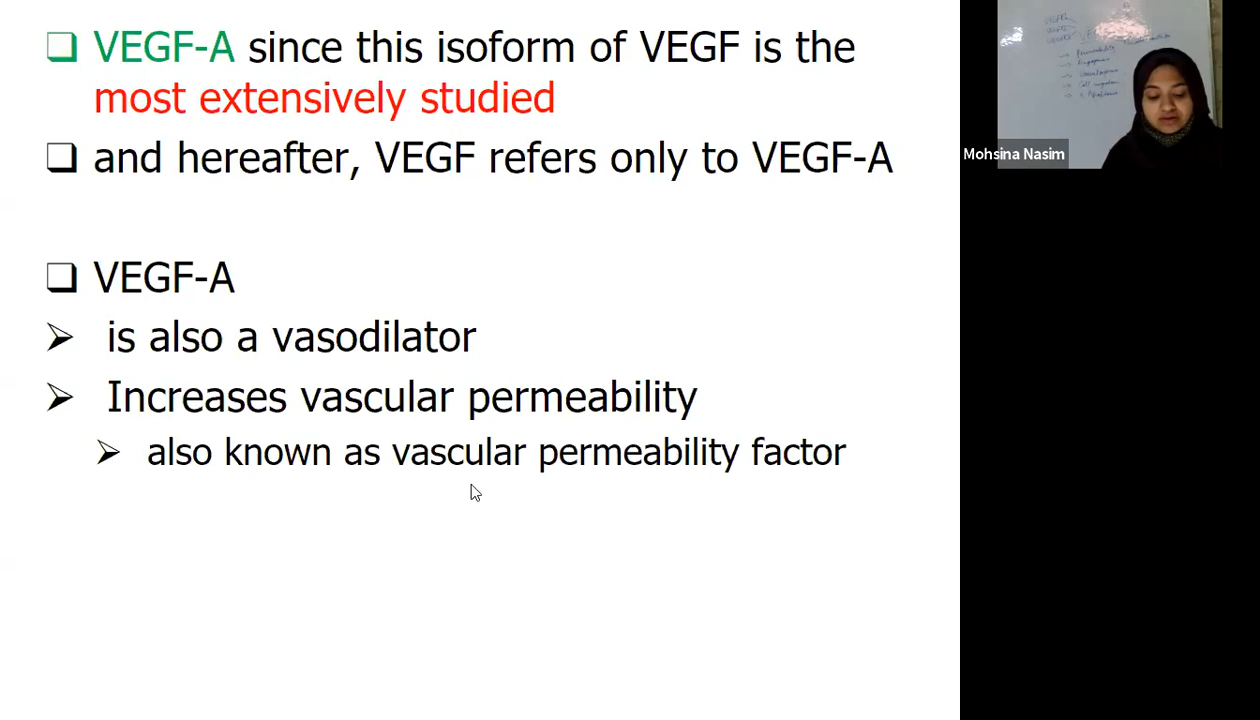 VEGF-A since this isoform of VEGF is the
most extensively studied
and hereafter, VEGF refers only to VEGF-A
VEGF-A
is also a vasodilator
Increases vascular permeability
also known as vascular permeability factor
Mohsina Nasim
Permeability